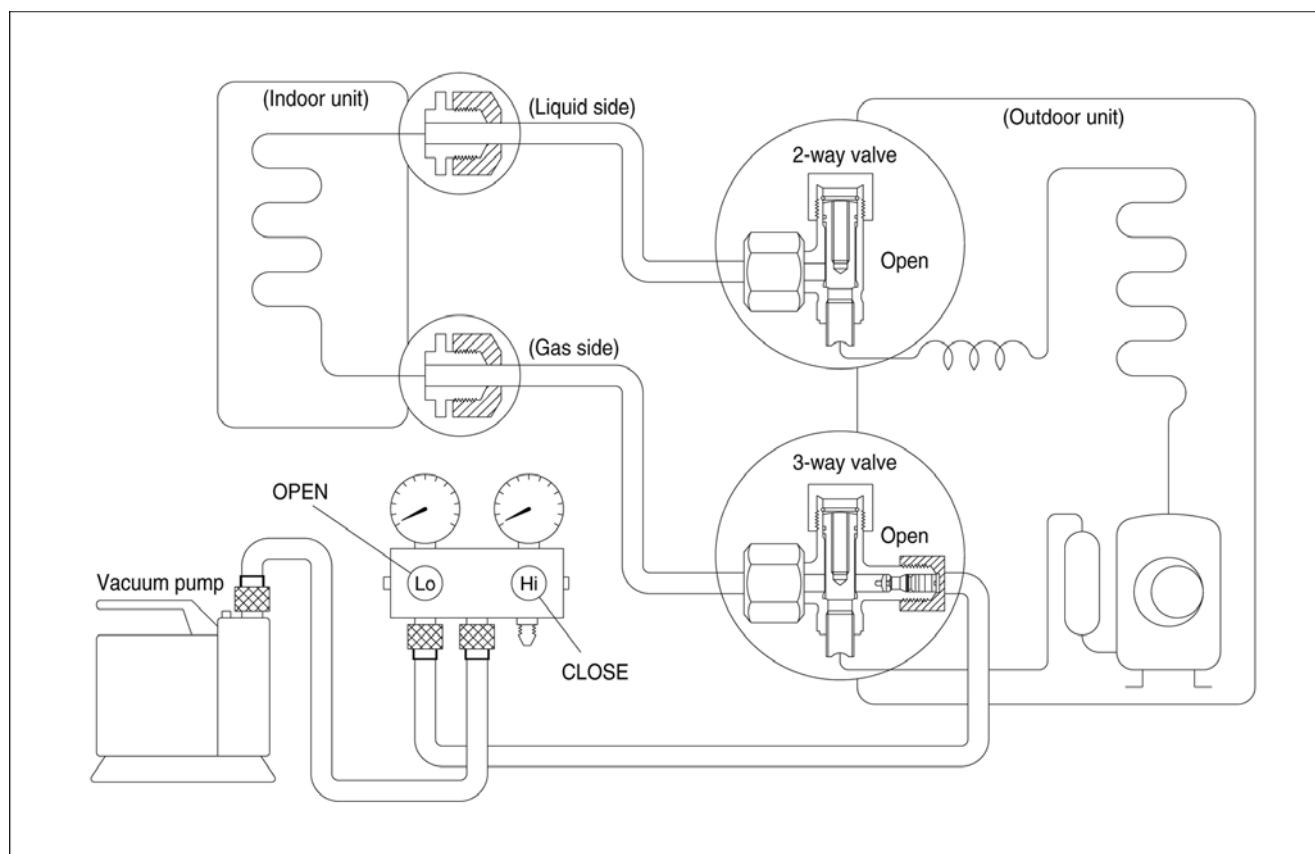 (Indoor unit)
(Liquid side)
(Outdoor unit)
2-way valve
Open
(Gas side)
3-way valve
OPEN
Open
Vacuum pump
Lo
Hi
CLOSE